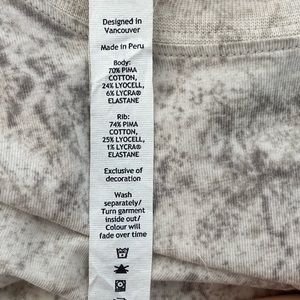 Designed in
Vancouver
Made in Peru
Body:
70% PIMA
COTTON,
24% LYOCELL,
6% LYCRA®
ELASTANE
Rib:
74% PIMA
COTTON,
25% LYOCELL,
1% LYCRA®
ELASTANE
Exclusive of
decoration
Wash
separately/
Turn garment
inside out/
Colour will
fade over time